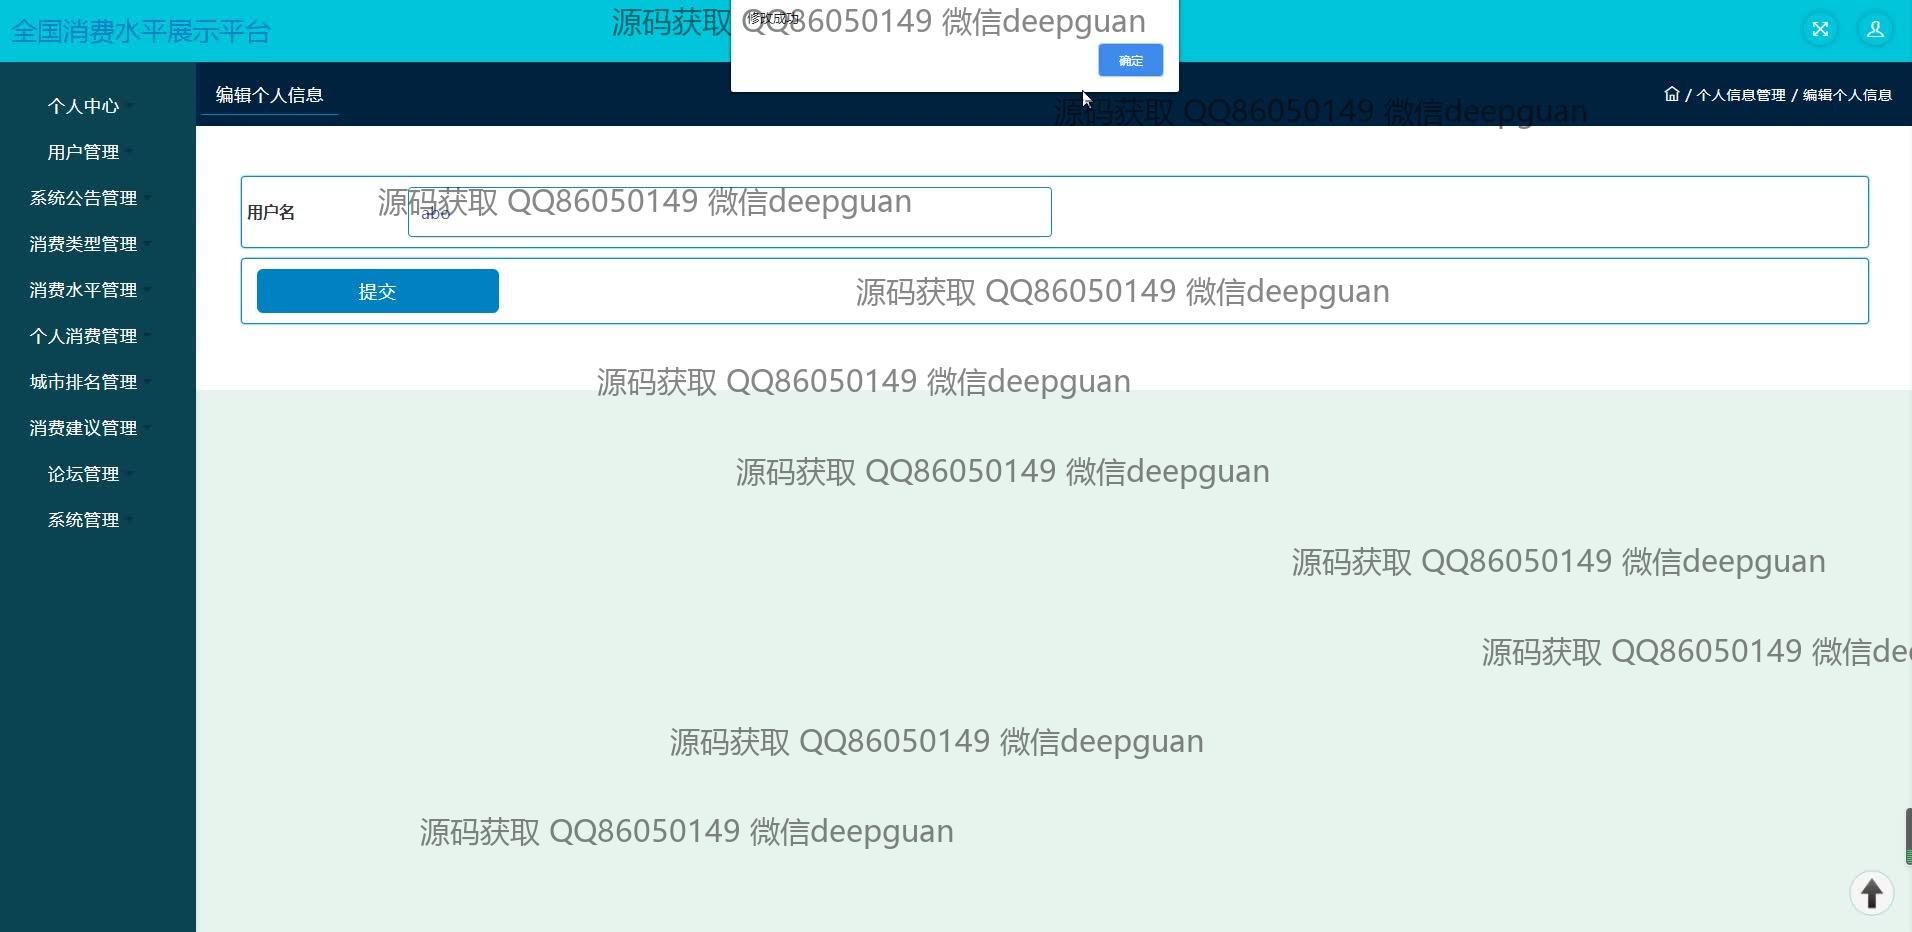 全国消费水平展示平台
源码获取 QQ86050149 微信deepguan
修改成功
确定
编辑个人信息
/ 个人信息管理 / 编辑个人信息
源码获取 QQ86050149 微信deepguan
个人中心
用户管理
系统公告管理
消费类型管理
消费水平管理
个人消费管理
城市排名管理
消费建议管理
论坛管理
系统管理
用户名
abo
源码获取 QQ86050149 微信deepguan
提交
源码获取 QQ86050149 微信deepguan
源码获取 QQ86050149 微信deepguan
源码获取 QQ86050149 微信deepguan
源码获取 QQ86050149 微信deepguan
源码获取 QQ86050149 微信dee
源码获取 QQ86050149 微信deepguan
源码获取 QQ86050149 微信deepguan